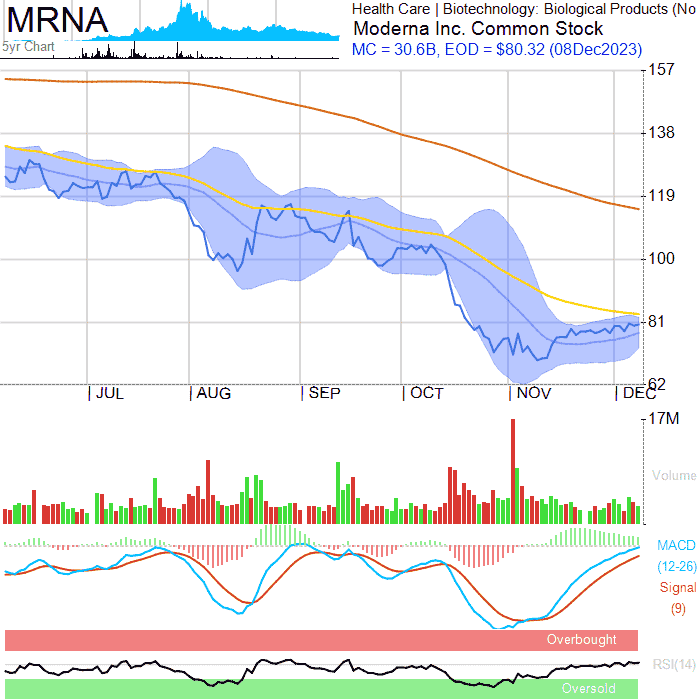 MRNA
5yr Chart
Health Care | Biotechnology: Biological Products (No
Moderna Inc. Common Stock
MC = 30.6B, EOD = $80.32 (08Dec2023)
157
138
119
100
81
62
JUL AUG SEP OCT NOV DEC
17M
Volume
MACD
(12-26)
Signal
(9)
Overbought
RSI(14)
Oversold